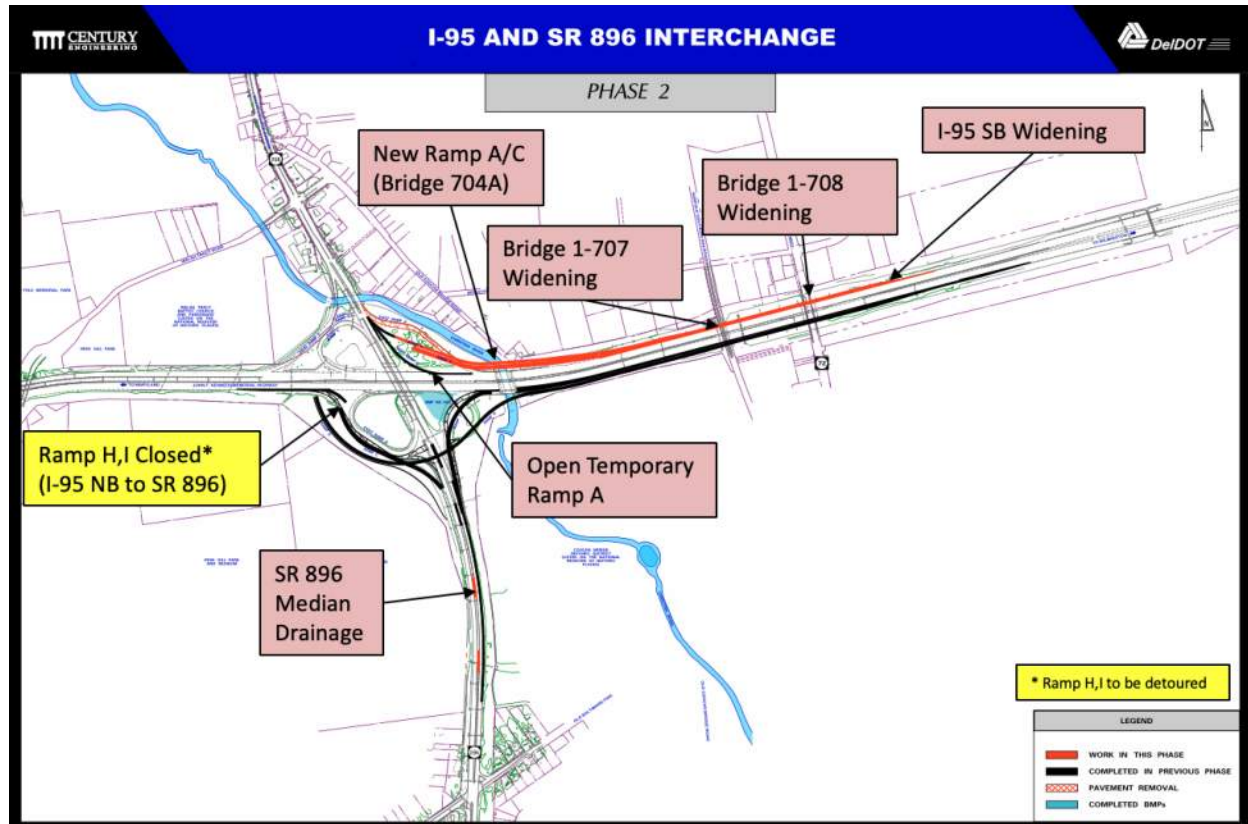 CENTURY
ENGINEERING
I-95 AND SR 896 INTERCHANGE
DelDOT
PHASE 2
N
I-95 SB Widening
New Ramp A/C
(Bridge 704A)
Bridge 1-708
Widening
Bridge 1-707
Widening
Ramp H,I Closed*
(I-95 NB to SR 896)
Open Temporary
Ramp A
SR 896
Median
Drainage
72
* Ramp H,I to be detoured
LEGEND
WORK IN THIS PHASE
COMPLETED IN PREVIOUS PHASE
PAVEMENT REMOVAL
COMPLETED BMPs